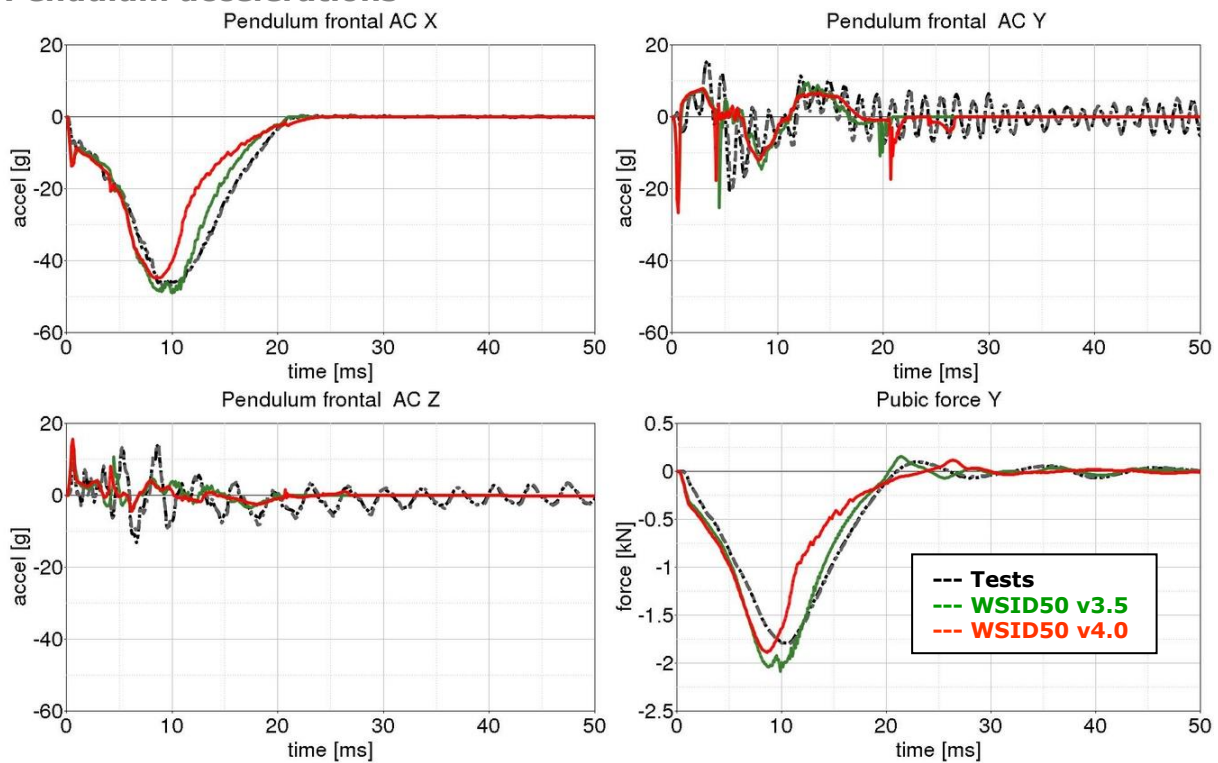 Pendulum accelerations
Pendulum frontal AC X
20
0
-20
-40
-60
accel [g]
0
10
20
30
40
50
time [ms]
Pendulum frontal AC Y
20
0
-20
-40
-60
accel [g]
0
10
20
30
40
50
time [ms]
Pendulum frontal AC Z
20
0
-20
-40
-60
accel [g]
0
10
20
30
40
50
time [ms]
Pubic force Y
0.5
0
-0.5
-1
-1.5
-2
-2.5
force [kN]
0
10
20
30
40
50
time [ms]
--- Tests
--- WSID50 v3.5
--- WSID50 v4.0